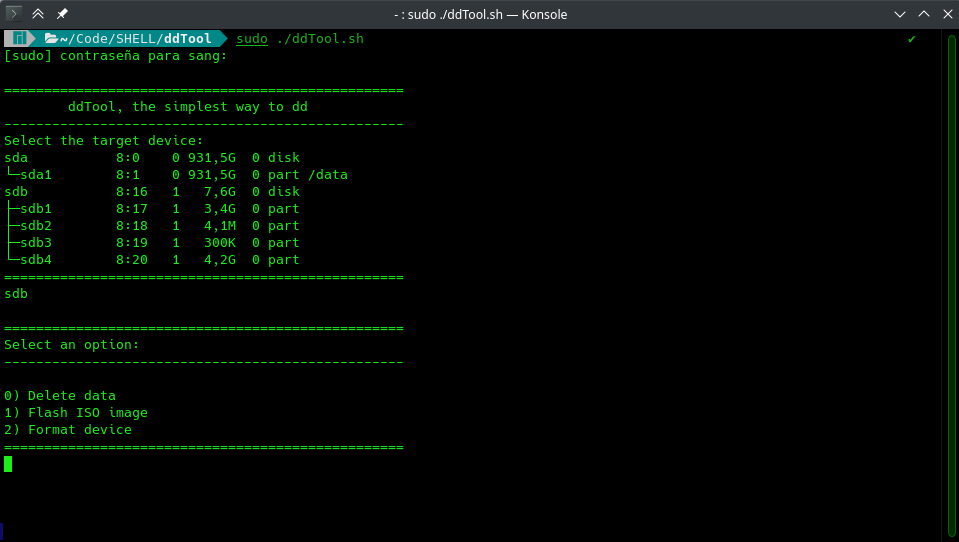 - : sudo ./ddTool.sh — Konsole
~/Code/SHELL/ddTool sudo ./ddTool.sh ✔
[sudo] contraseña para sang:
==================================================
ddTool, the simplest way to dd
--------------------------------------------------
Select the target device:
sda 8:0 0 931,5G 0 disk
└─sda1 8:1 0 931,5G 0 part /data
sdb 8:16 1 7,6G 0 disk
├─sdb1 8:17 1 3,4G 0 part
├─sdb2 8:18 1 4,1M 0 part
├─sdb3 8:19 1 300K 0 part
└─sdb4 8:20 1 4,2G 0 part
==================================================
sdb
==================================================
Select an option:
--------------------------------------------------
0) Delete data
1) Flash ISO image
2) Format device
==================================================